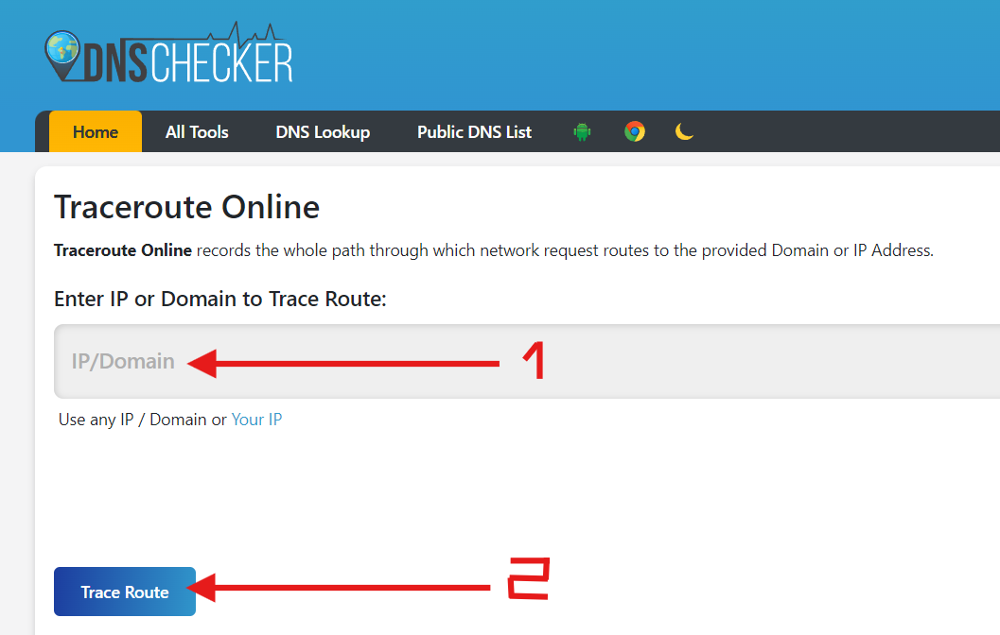 DNSCHECKER
Home All Tools DNS Lookup Public DNS List
Traceroute Online
Traceroute Online records the whole path through which network request routes to the provided Domain or IP Address.
Enter IP or Domain to Trace Route:
IP/Domain 1
Use any IP / Domain or Your IP
Trace Route 2